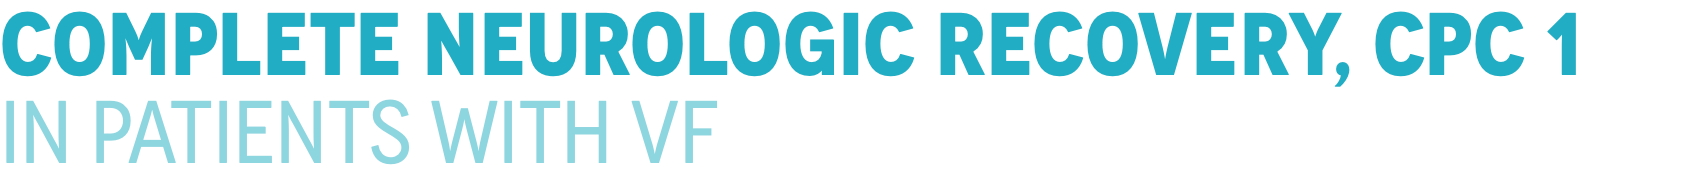 COMPLETE NEUROLOGIC RECOVERY, CPC 1
IN PATIENTS WITH VF